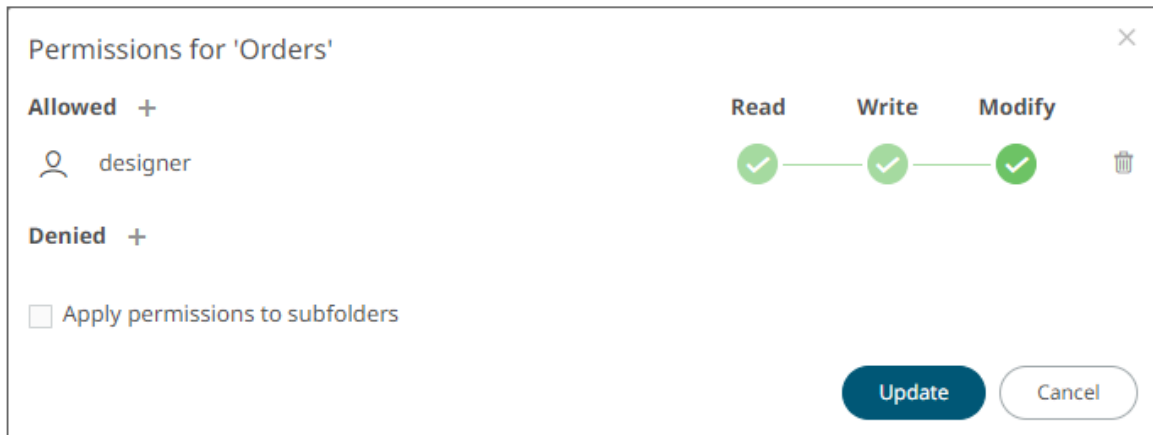 Permissions for 'Orders'
Allowed + Read Write Modify
designer
Denied +
Apply permissions to subfolders
Update Cancel